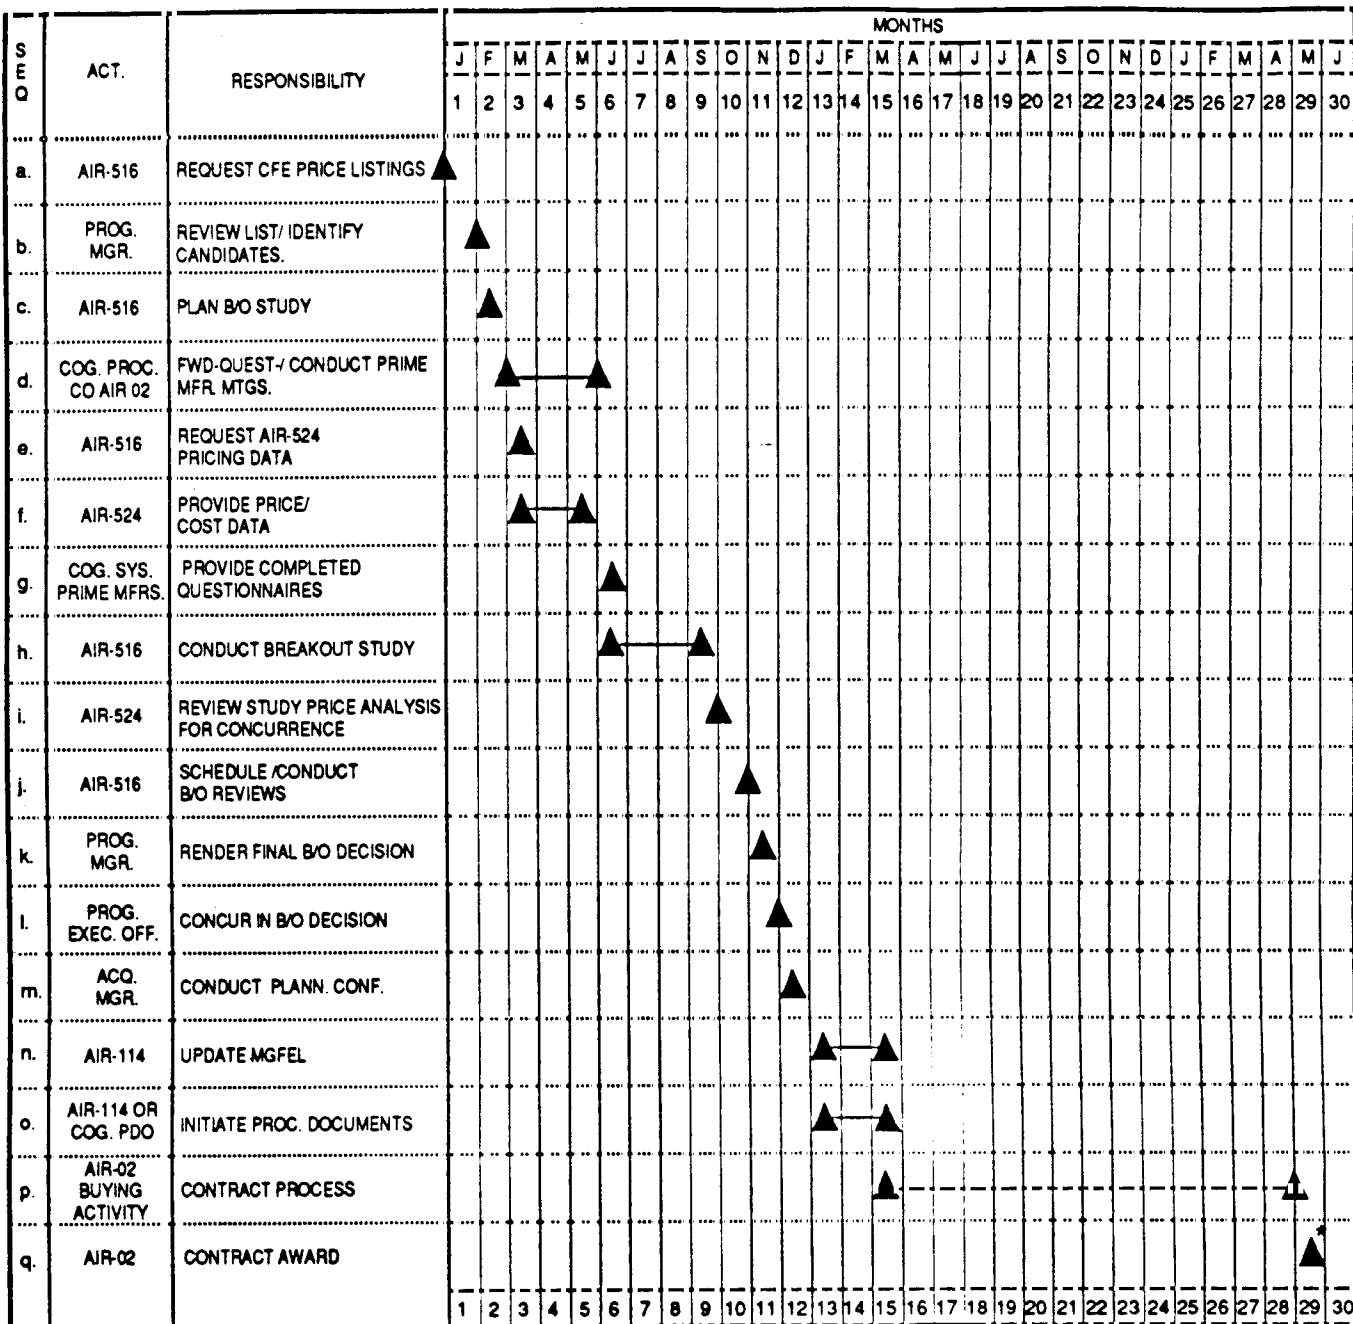 MONTHS
SEQ ACT. RESPONSIBILITY J F M A M J J A S O N D J F M A M J J A S O N D J F M A M J
1 2 3 4 5 6 7 8 9 10 11 12 13 14 15 16 17 18 19 20 21 22 23 24 25 26 27 28 29 30
a. AIR-516 REQUEST CFE PRICE LISTINGS
b. PROG. MGR. REVIEW LIST/ IDENTIFY
CANDIDATES.
c. AIR-516 PLAN B/O STUDY
d. COG. PROC. CO AIR 02 FWD-QUEST-/ CONDUCT PRIME
MFR. MTGS.
e. AIR-516 REQUEST AIR-524
PRICING DATA
f. AIR-524 PROVIDE PRICE/
COST DATA
g. COG. SYS. PRIME MFRS. PROVIDE COMPLETED
QUESTIONNAIRES
h. AIR-516 CONDUCT BREAKOUT STUDY
i. AIR-524 REVIEW STUDY PRICE ANALYSIS
FOR CONCURRENCE
j. AIR-516 SCHEDULE/CONDUCT
B/O REVIEWS
k. PROG. MGR. RENDER FINAL B/O DECISION
l. PROG. EXEC. OFF. CONCUR IN B/O DECISION
m. ACQ. MGR. CONDUCT PLANN. CONF.
n. AIR-114 UPDATE MGFEL
o. AIR-114 OR COG. PDO INITIATE PROC. DOCUMENTS
p. AIR-02 BUYING ACTIVITY CONTRACT PROCESS
q. AIR-02 CONTRACT AWARD *
1 2 3 4 5 6 7 8 9 10 11 12 13 14 15 16 17 18 19 20 21 22 23 24 25 26 27 28 29 30